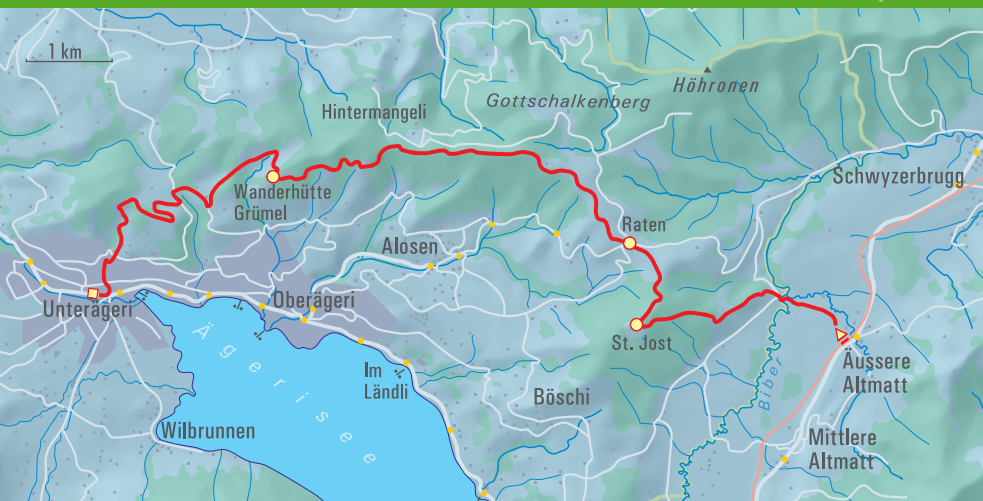 1 km
Höhronen
Gottschalkenberg
Hintermangeli
Schwyzerbrugg
Wanderhütte
Grümel
Raten
Alosen
Oberägeri
Unterägeri
Ägerisee
St. Jost
Äussere
Altmatt
Im
Ländli
Biber
Böschi
Wilbrunnen
Mittlere
Altmatt